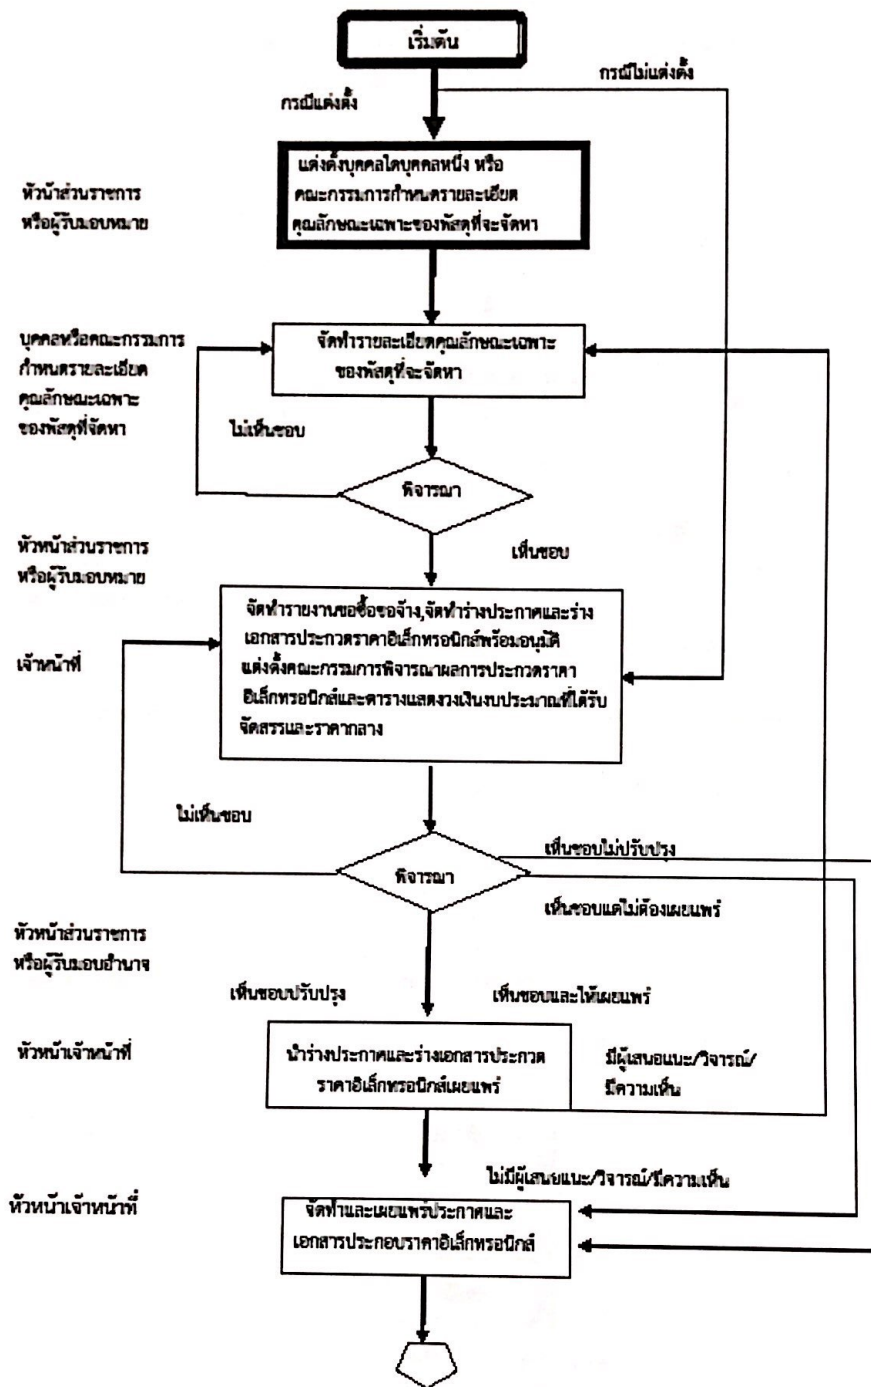 เริ่มต้น
กรณีไม่แต่งตั้ง
กรณีแต่งตั้ง
แต่งตั้งบุคคลใดบุคคลหนึ่ง หรือ
คณะกรรมการกำหนดรายละเอียด
คุณลักษณะเฉพาะของพัสดุที่จะจัดหา
หัวน้าส่วนราชการ
หรือผู้รับมอบหมาย
บุคคลหรือคณะกรรมการ
กำหนดรายละเอียด
คุณลักษณะเฉพาะ
ของพัสดุที่จัดหา
จัดทำรายละเอียดคุณลักษณะเฉพาะ
ของพัสดุที่จะจัดหา
ไม่เห็นชอบ
พิจารณา
เห็นชอบ
หัวหน้าส่วนราชการ
หรือผู้รับมอบหมาย
เจ้าหน้าที่
จัดทำรายงานขอซื้อขอจ้าง,จัดทำร่างประกาศและร่าง
เอกสารประกวดราคาอิเล็กทรอนิกส์พร้อมอนุมัติ
แต่งตั้งคณะกรรมการพิจารณาผลการประกวดราคา
อิเล็กทรอนิกส์และตารางแสดงวงเงินงบประมาณที่ได้รับ
จัดสรรและราคากลาง
ไม่เห็นชอบ
พิจารณา
เห็นชอบไม่ปรับปรุง
เห็นชอบแต่ไม่ต้องเผยแพร่
หัวหน้าส่วนราชการ
หรือผู้รับมอบอำนาจ
เห็นชอบปรับปรุง
เห็นชอบและให้เผยแพร่
หัวหน้าเจ้าหน้าที่
นำร่างประกาศและร่างเอกสารประกวด
ราคาอิเล็กทรอนิกส์เผยแพร่
มีผู้เสนอแนะ/วิจารณ์/
มีความเห็น
ไม่มีผู้เสนอแนะ/วิจารณ์/มีความเห็น
หัวหน้าเจ้าหน้าที่
จัดทำและเผยแพร่ประกาศและ
เอกสารประกอบราคาอิเล็กทรอนิกส์